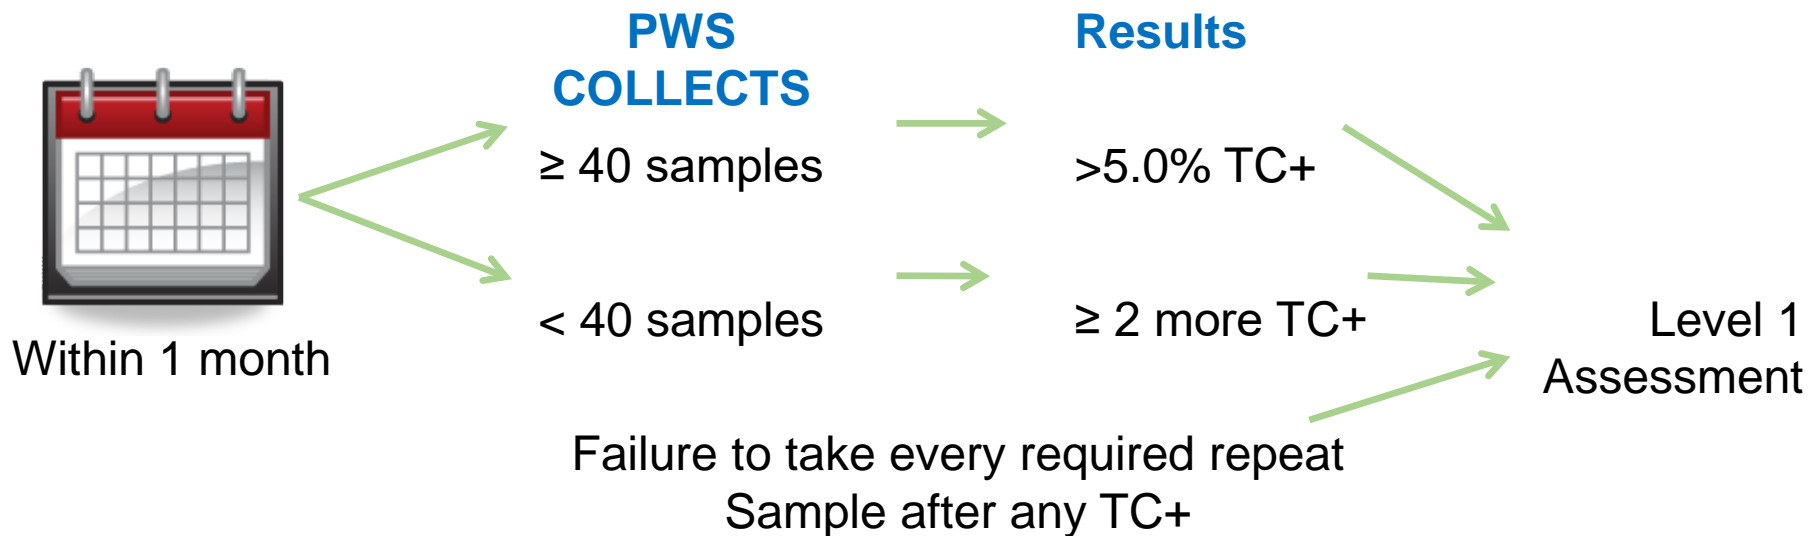 PWS
COLLECTS
Results
≥ 40 samples
>5.0% TC+
< 40 samples
≥ 2 more TC+
Within 1 month
Level 1
Assessment
Failure to take every required repeat
Sample after any TC+